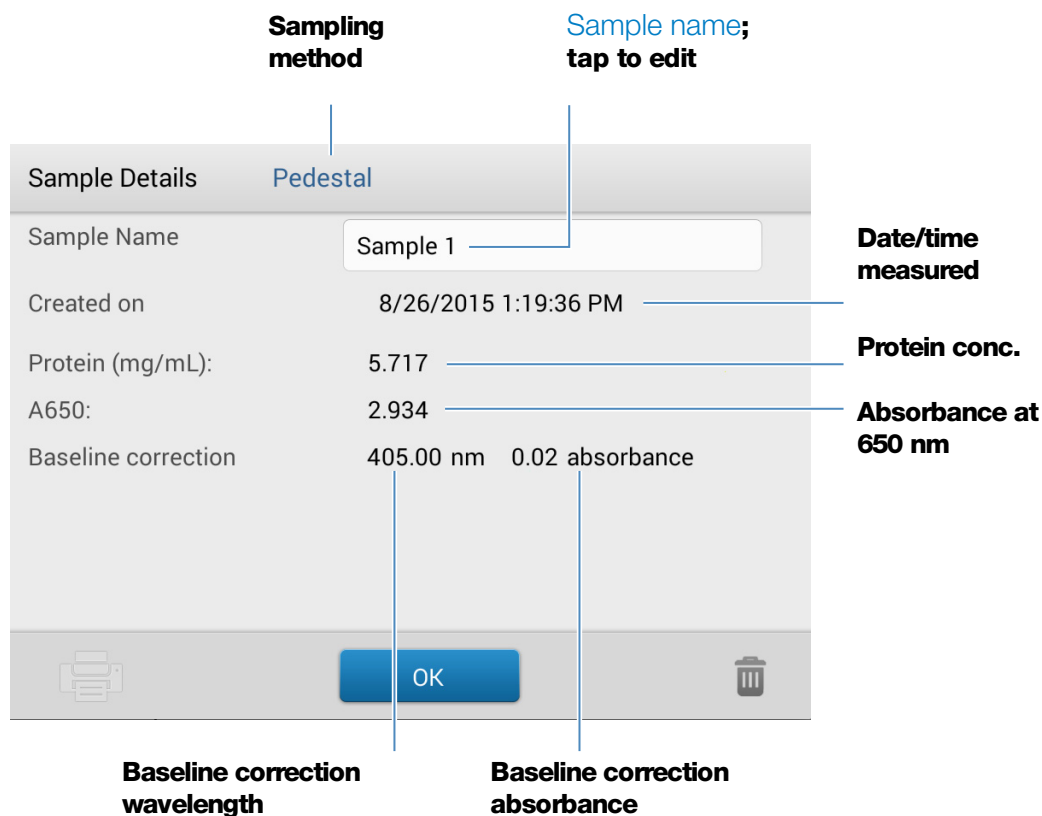 Sampling
method
Sample name;
tap to edit
Sample Details Pedestal
Sample Name Sample 1
Date/time
measured
Created on 8/26/2015 1:19:36 PM
Protein conc.
Protein (mg/mL): 5.717
A650: 2.934
Absorbance at
650 nm
Baseline correction 405.00 nm 0.02 absorbance
OK
Baseline correction
wavelength
Baseline correction
absorbance